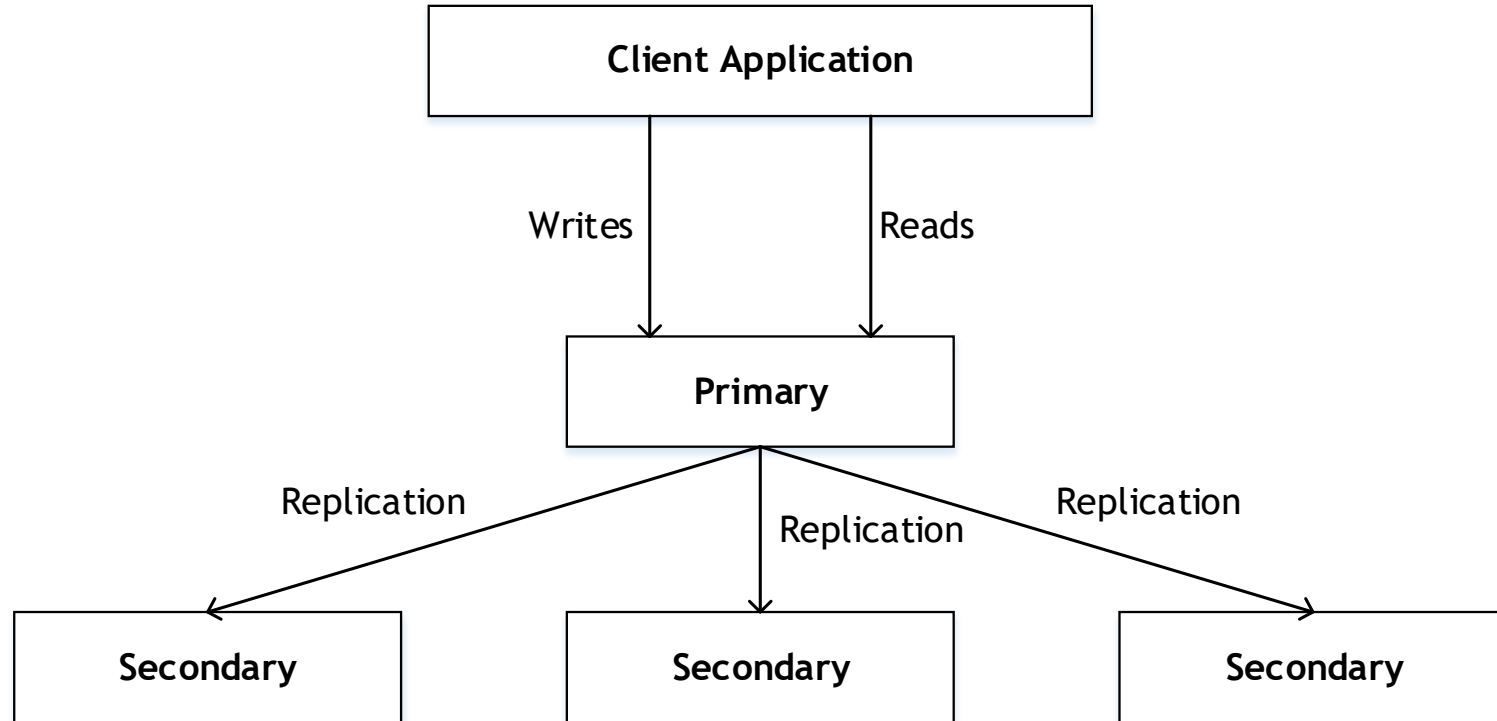 Client Application
Writes
Reads
Primary
Replication
Replication
Replication
Secondary
Secondary
Secondary